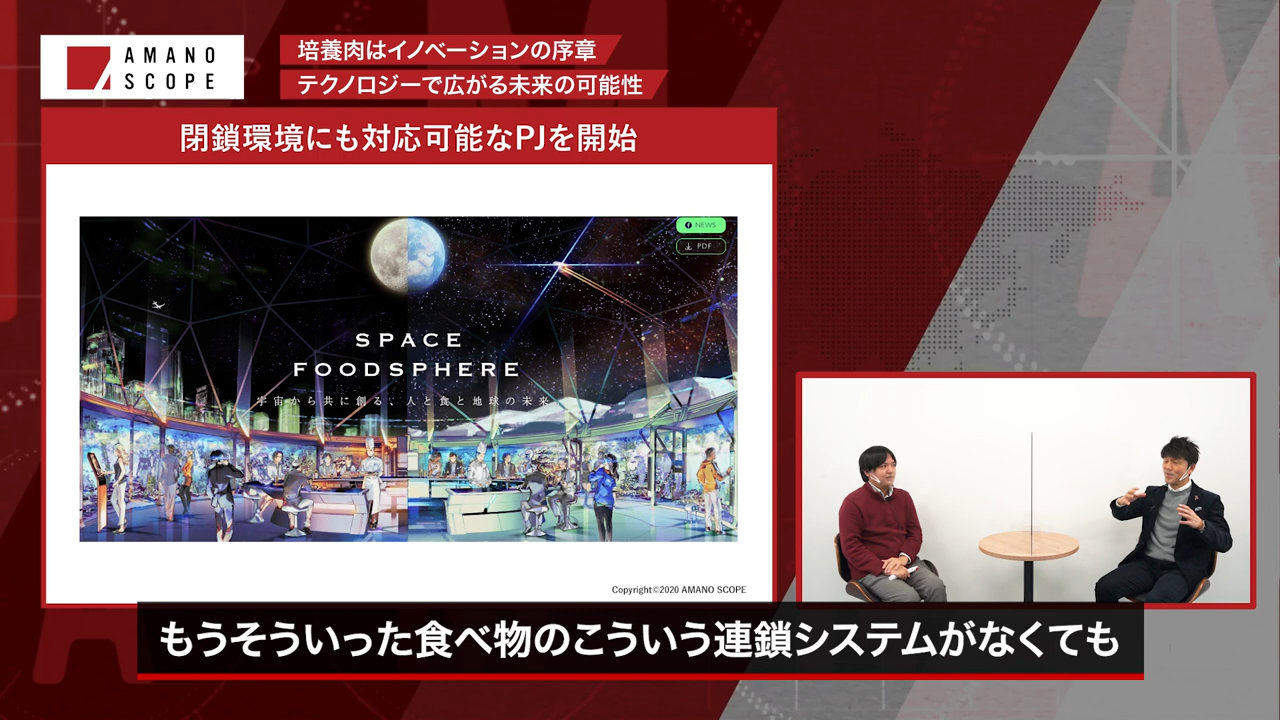 AMANO
SCOPE
培養肉はイノベーションの序章
テクノロジーで広がる未来の可能性
閉鎖環境にも対応可能なPJを開始
NEWS
PDF
SPACE
FOODSPHERE
宇宙から共に創る、人と食と地球の未来
Copyright©2020 AMANO SCOPE
もうそういった食べ物のこういう連鎖システムがなくても